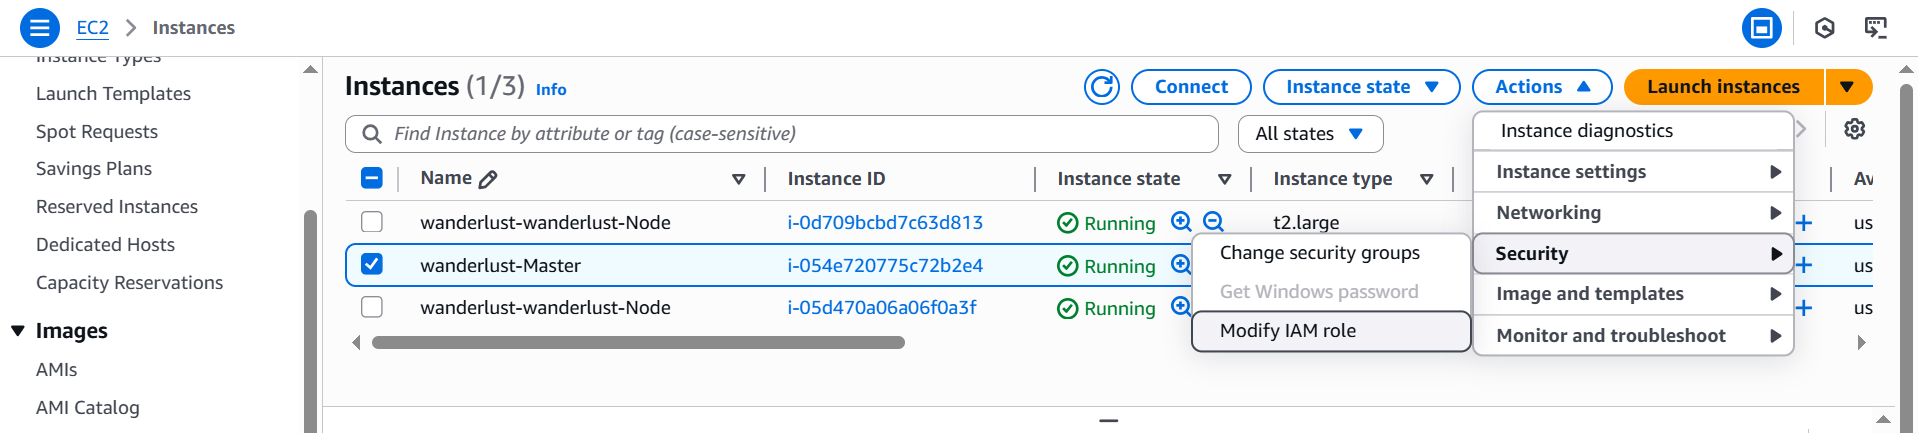 EC2 > Instances
Instance Types
Launch Templates
Spot Requests
Savings Plans
Reserved Instances
Dedicated Hosts
Capacity Reservations
Images
AMIs
AMI Catalog
Instances (1/3) Info
Connect
Instance state
Actions
Launch instances
Find Instance by attribute or tag (case-sensitive)
All states
Name Instance ID Instance state Instance type Av
wanderlust-wanderlust-Node i-0d709bcbd7c63d813 Running t2.large us
wanderlust-Master i-054e720775c72b2e4 Running us
wanderlust-wanderlust-Node i-05d470a06a06f0a3f Running us
Instance diagnostics
Instance settings
Networking
Security
Image and templates
Monitor and troubleshoot
Change security groups
Get Windows password
Modify IAM role